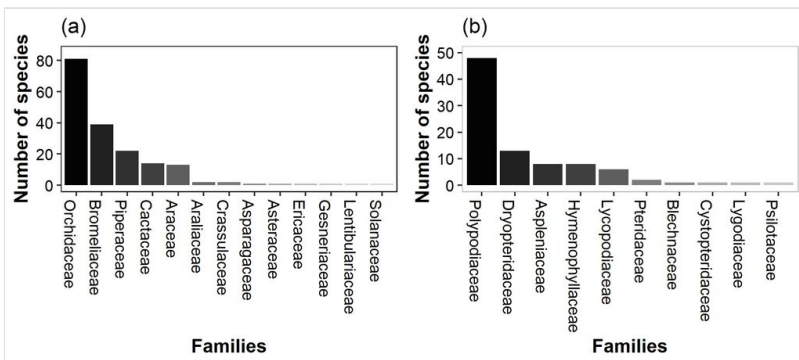 (a)
Number of species
80
60
40
20
0
Orchidaceae
Bromeliaceae
Piperaceae
Cactaceae
Araceae
Araliaceae
Crassulaceae
Asparagaceae
Asteraceae
Ericaceae
Gesneriaceae
Lentibulariaceae
Solanaceae
Families
(b)
Number of species
50
40
30
20
10
0
Polypodiaceae
Dryopteridaceae
Aspleniaceae
Hymenophyllaceae
Lycopodiaceae
Pteridaceae
Blechnaceae
Cystopteridaceae
Lygodiaceae
Psilotaceae
Families